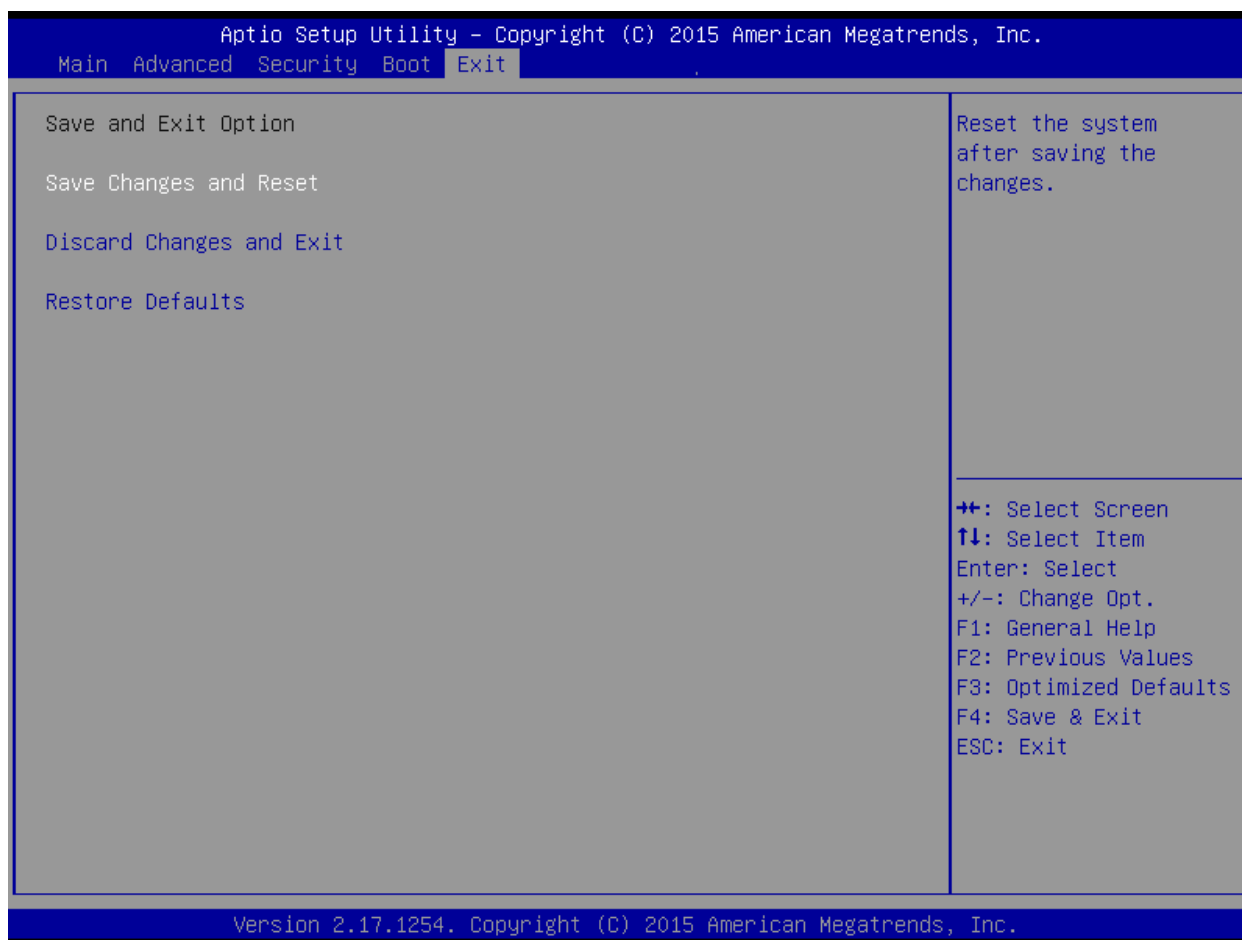 Aptio Setup Utility – Copyright (C) 2015 American Megatrends, Inc.
Main Advanced Security Boot Exit
Save and Exit Option
Save Changes and Reset
Discard Changes and Exit
Restore Defaults
Reset the system
after saving the
changes.
→←: Select Screen
↑↓: Select Item
Enter: Select
+/-: Change Opt.
F1: General Help
F2: Previous Values
F3: Optimized Defaults
F4: Save & Exit
ESC: Exit
Version 2.17.1254. Copyright (C) 2015 American Megatrends, Inc.